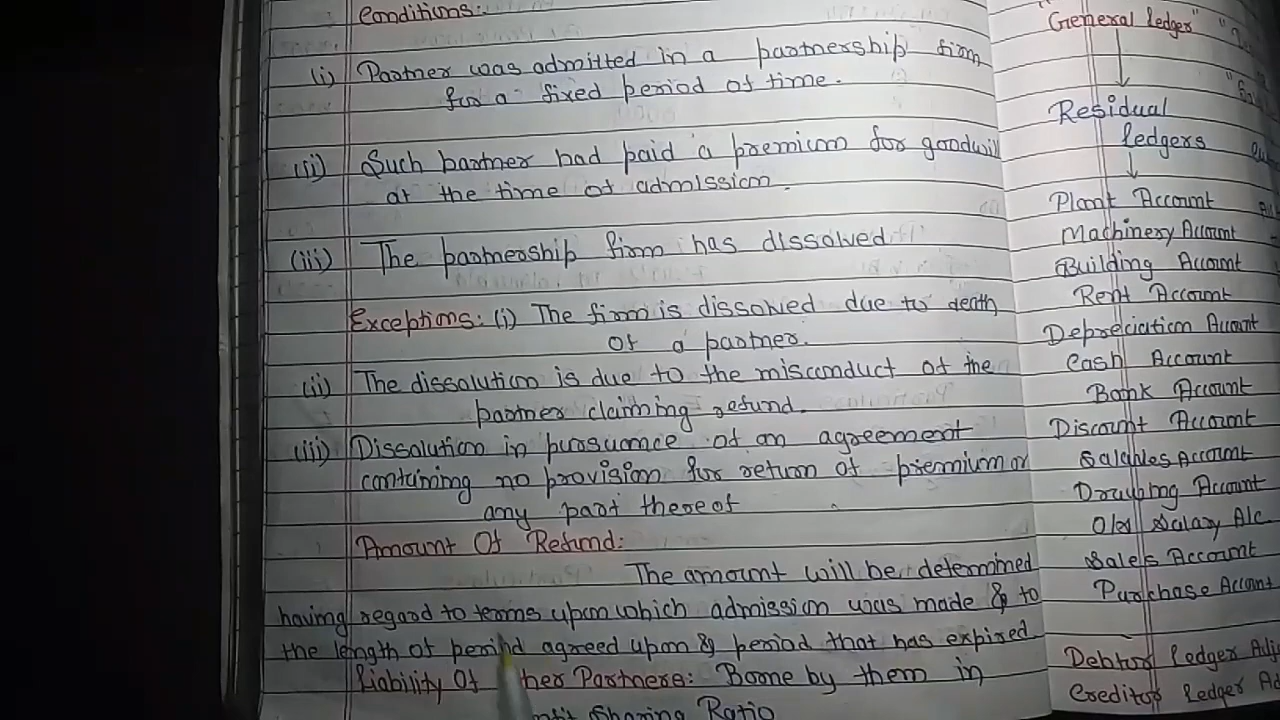 Conditions:
(i) Partner was admitted in a partnership firm
for a fixed period of time.
(ii) Such partner had paid a premium for goodwill
at the time of admission.
(iii) The partnership firm has dissolved
Exceptions: (i) The firm is dissolved due to death
of a partner.
(ii) The dissolution is due to the misconduct of the
partner claiming refund.
(iii) Dissolution in pursuance of an agreement
containing no provision for return of premium or
any part thereof
Amount Of Refund:
The amount will be determined
having regard to terms upon which admission was made & to
the length of period agreed upon & period that has expired
Liability Of her Partners: Borne by them in
Sharing Ratio
"General ledger"
Residual
ledgers
Plant Account
Machinery Account
Building Account
Rent Account
Depreciation Account
Cash Account
Bank Account
Discount Account
Account
Account
Salary A/c
Sales Account
Purchase Account
Debtor Ledger Adj
Creditor Ledger Ad